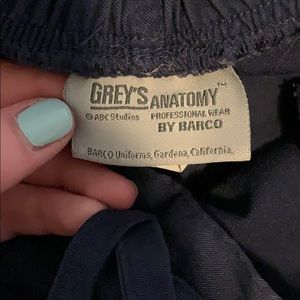 GREY'S ANATOMY™
© ABC Studios PROFESSIONAL WEAR
BY BARCO
BARCO Uniforms, Gardena, California.